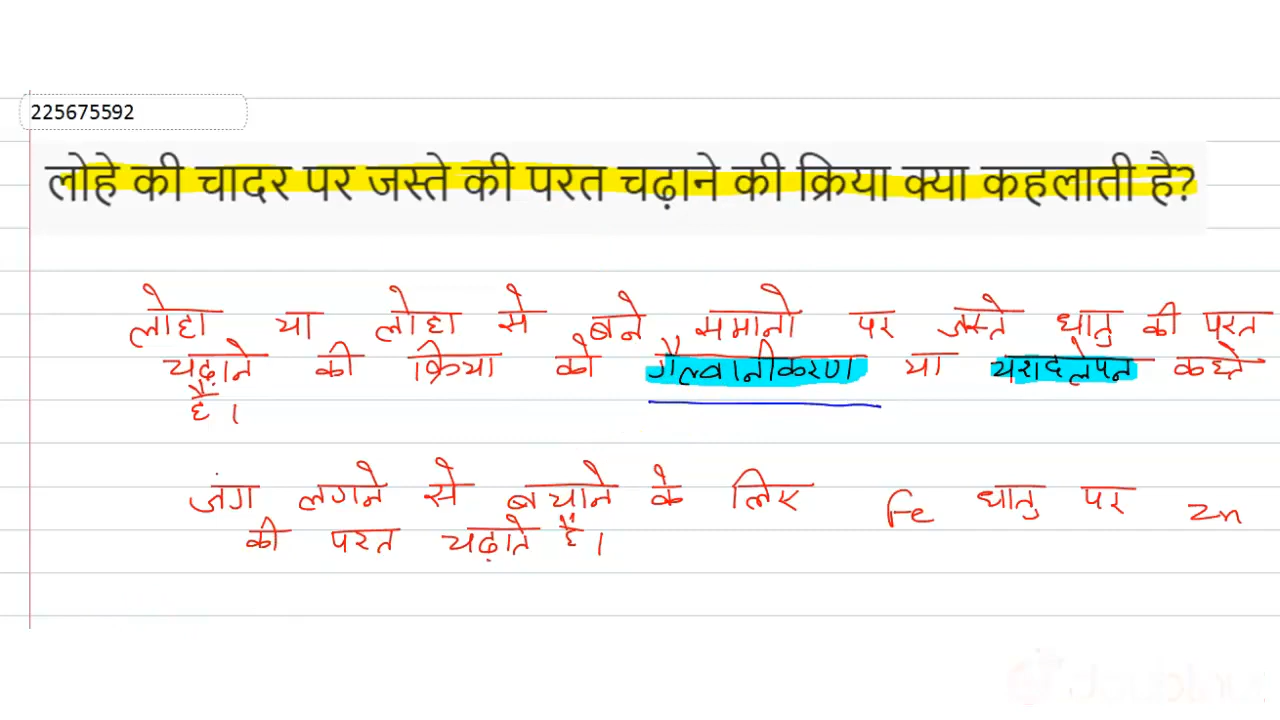 225675592
लोहे की चादर पर जस्ते की परत चढ़ाने की क्रिया क्या कहलाती है?
लोहा या लोहा से बने समानो पर जस्ते धातु की परत
चढ़ाने की क्रिया को गैल्वानीकरण या यशदलेपन कहते
हैं।
जंग लगने से बचाने के लिए Fe धातु पर Zn
की परत चढ़ाते हैं।